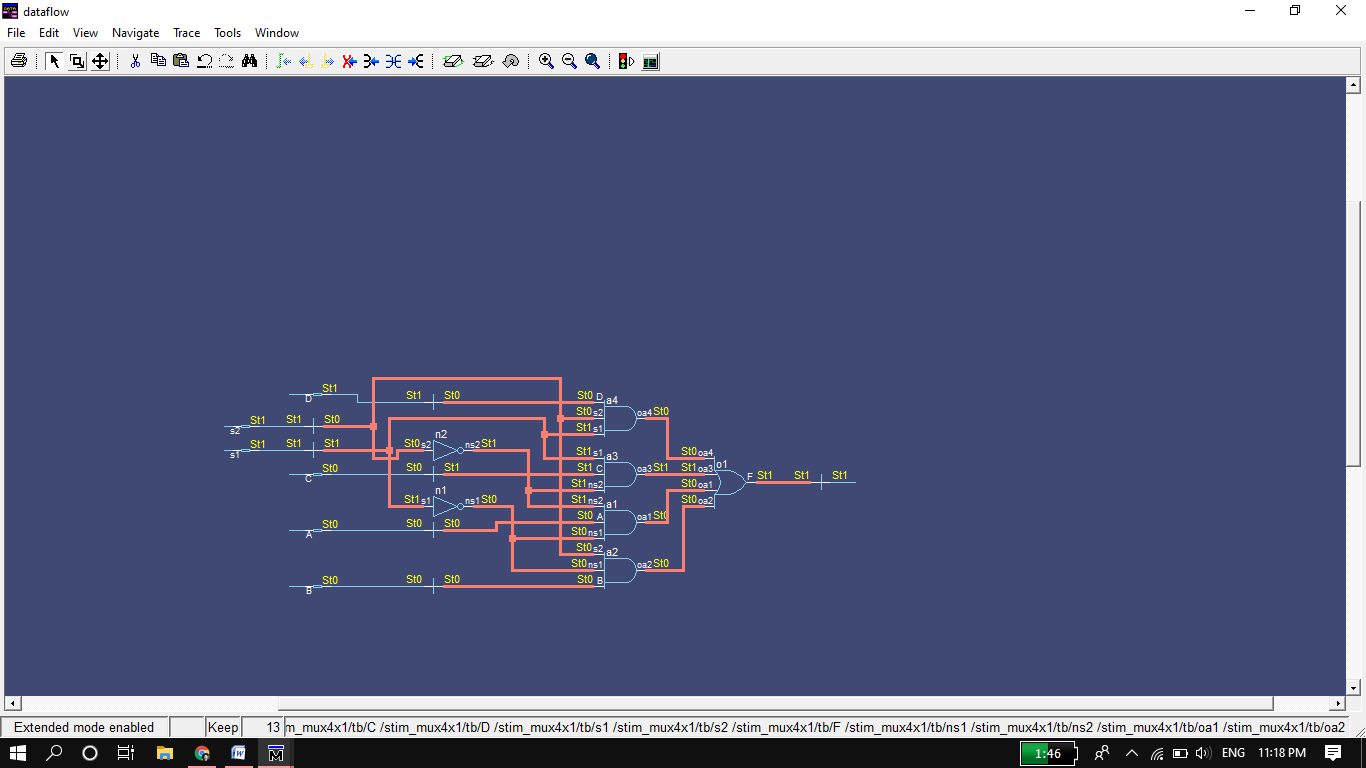 dataflow
File Edit View Navigate Trace Tools Window
D St1 St1 St0 St0 D a4
s2 St1 St1 St0 St0 s2 oa4 St0
St1 s1
s1 St1 St1 St1 St0 s2 n2 ns2 St1 St1 s1 a3 St0 oa4 o1
C St0 St0 St1 St1 C oa3 St1 St1 oa3 F St1 St1 St1
St1 ns2 St0 oa1
St1 s1 n1 ns1 St0 St1 ns2 a1 St0 oa2
A St0 St0 St0 St0 A oa1 St0
St0 ns1
St0 s2 a2
St0 ns1 oa2 St0
B St0 St0 St0 St0 B
Extended mode enabled Keep 13 m_mux4x1/tb/C /stim_mux4x1/tb/D /stim_mux4x1/tb/s1 /stim_mux4x1/tb/s2 /stim_mux4x1/tb/F /stim_mux4x1/tb/ns1 /stim_mux4x1/tb/ns2 /stim_mux4x1/tb/oa1 /stim_mux4x1/tb/oa2
1:46 ENG 11:18 PM